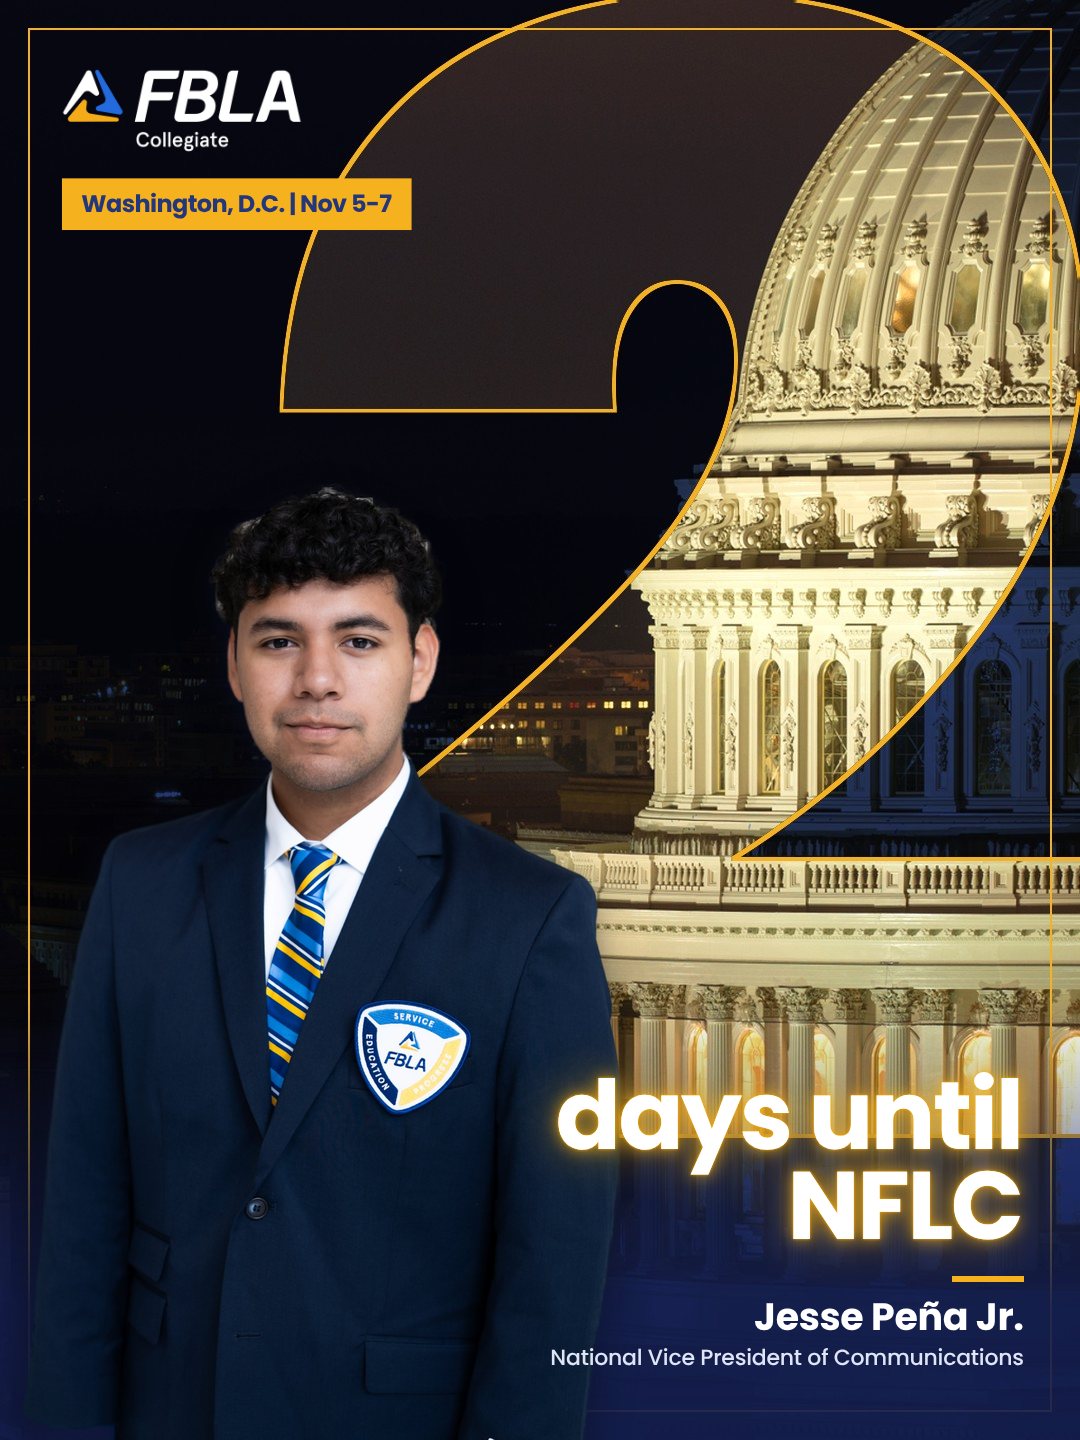 FBLA
Collegiate
Washington, D.C. | Nov 5-7
2
SERVICE
EDUCATION
FBLA
PROGRESS
days until
NFLC
Jesse Peña Jr.
National Vice President of Communications